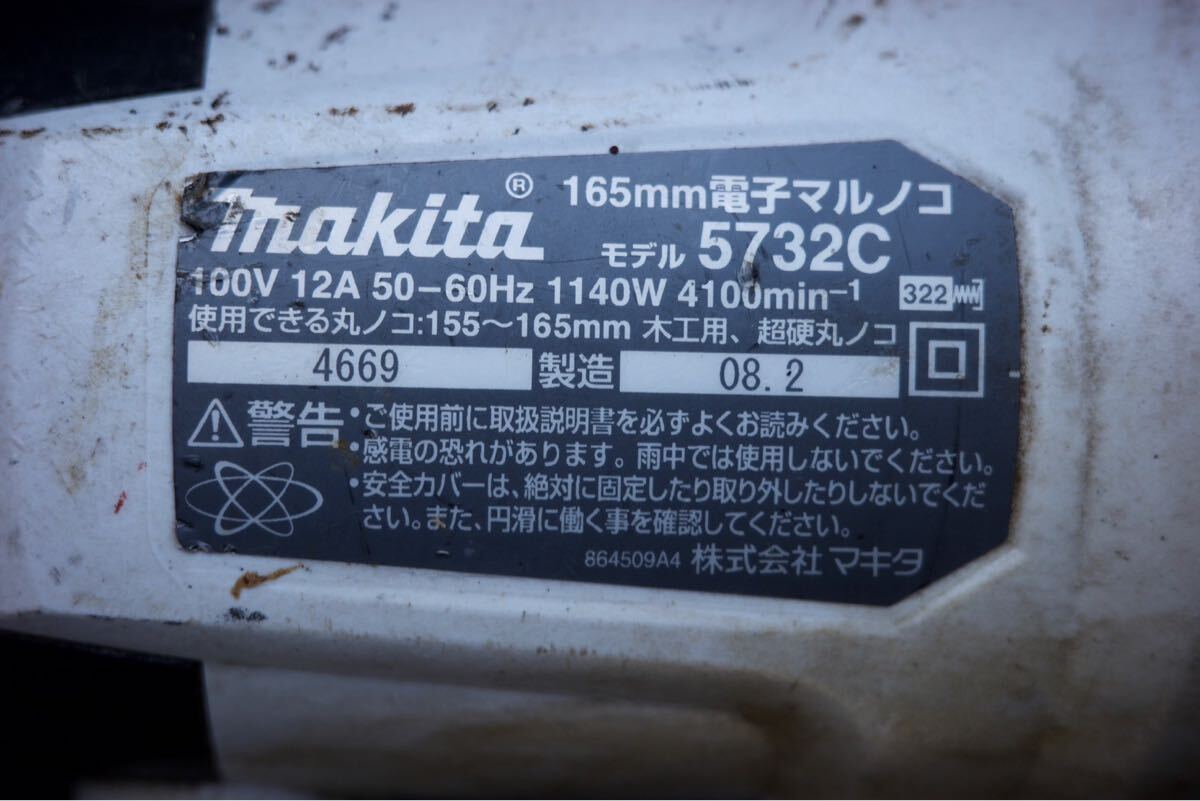 makita® 165mm電子マルノコ
モデル 5732C
100V 12A 50-60Hz 1140W 4100min-1
322
使用できる丸ノコ:155~165mm 木工用、超硬丸ノコ
4669 製造 08.2
警告 ・ご使用前に取扱説明書を必ずよくお読みください。
・感電の恐れがあります。雨中では使用しないでください。
・安全カバーは、絶対に固定したり取り外したりしないでくだ
さい。また、円滑に働く事を確認してください。
864509A4 株式会社 マキタ